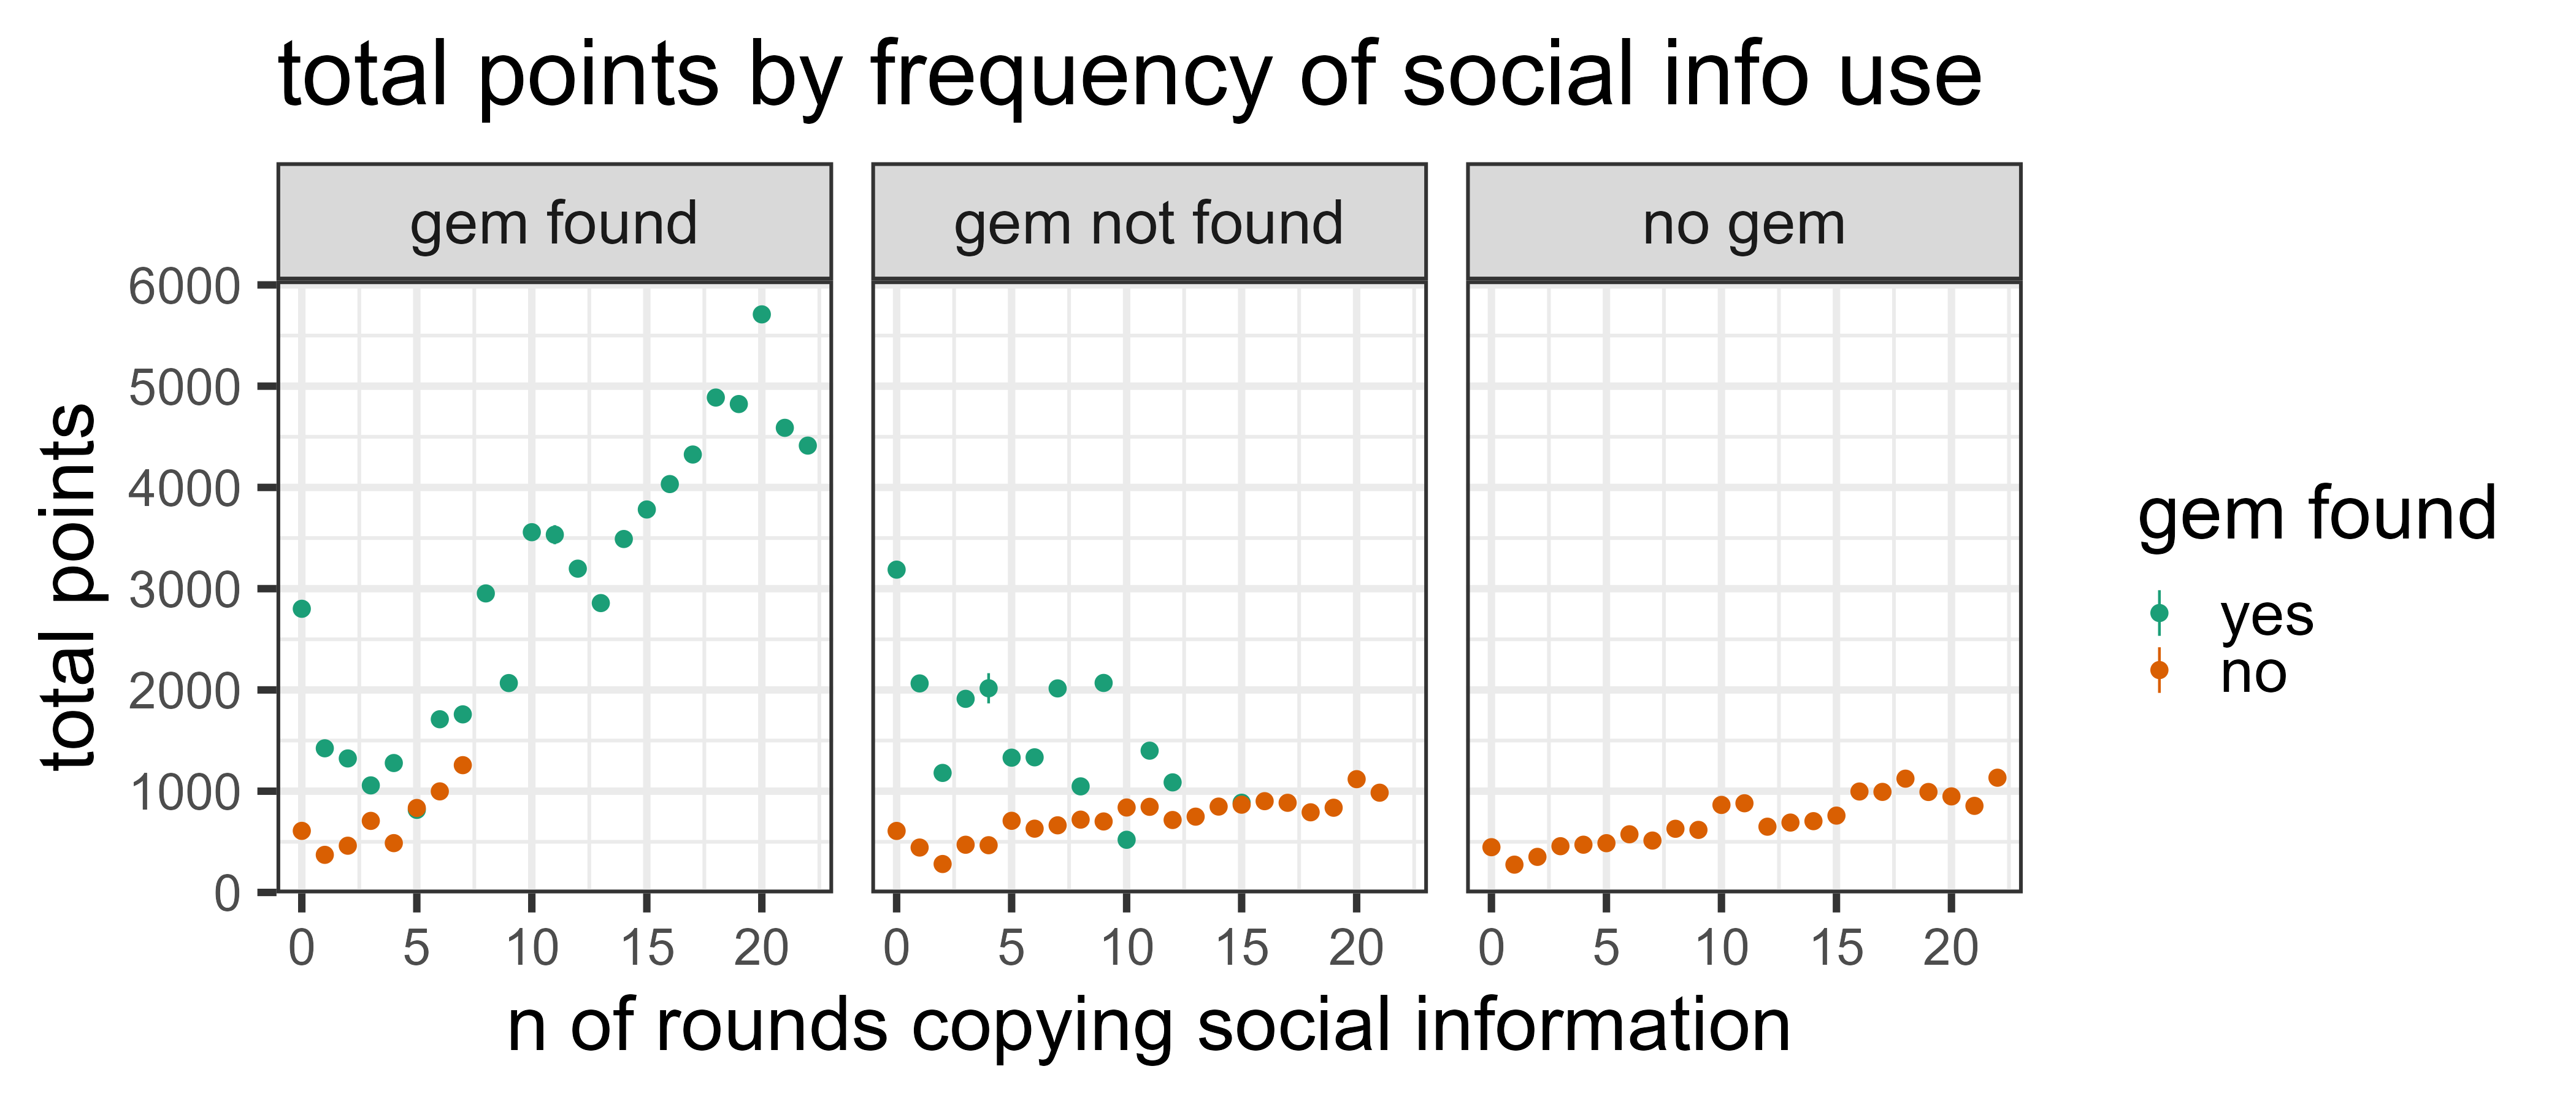 total points by frequency of social info use
gem found
gem not found
no gem
6000
5000
4000
3000
2000
1000
0
total points
0 5 10 15 20
0 5 10 15 20
0 5 10 15 20
n of rounds copying social information
gem found
yes
no